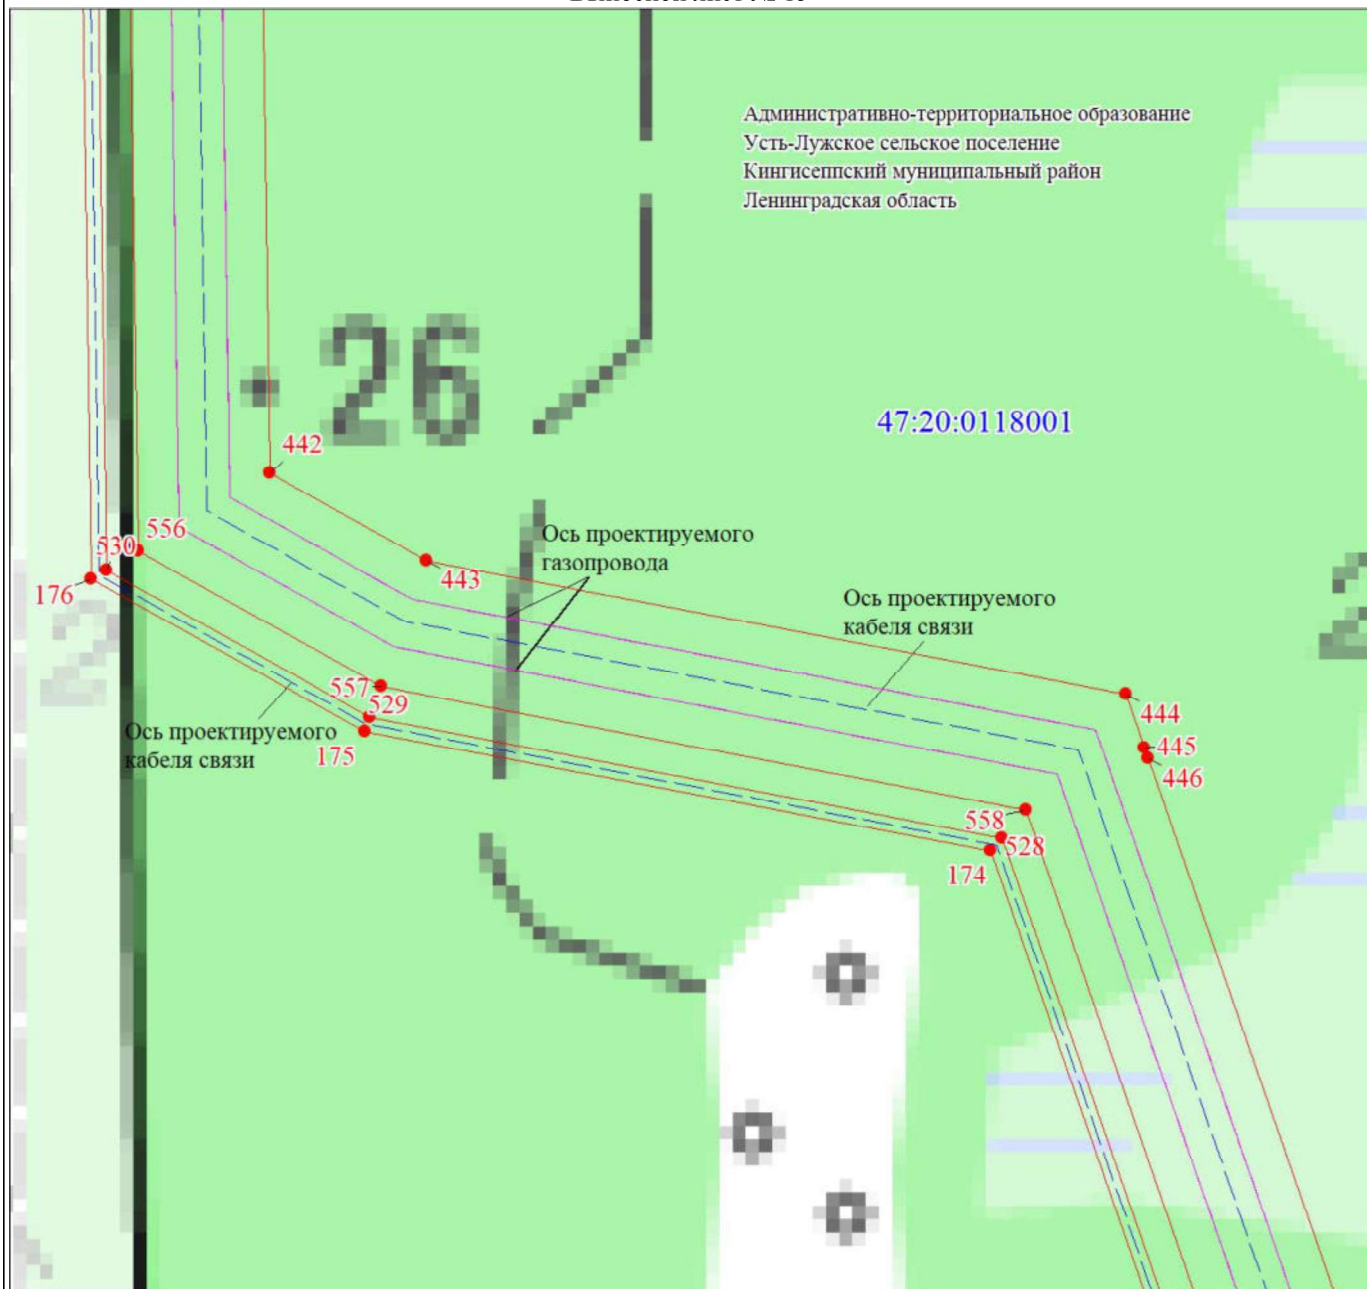 Административно-территориальное образование
Усть-Лужское сельское поселение
Кингисеппский муниципальный район
Ленинградская область
26
47:20:0118001
442
556
530
176
443
Ось проектируемого
газопровода
Ось проектируемого
кабеля связи
2
2
557
529
175
Ось проектируемого
кабеля связи
444
445
446
558
528
174